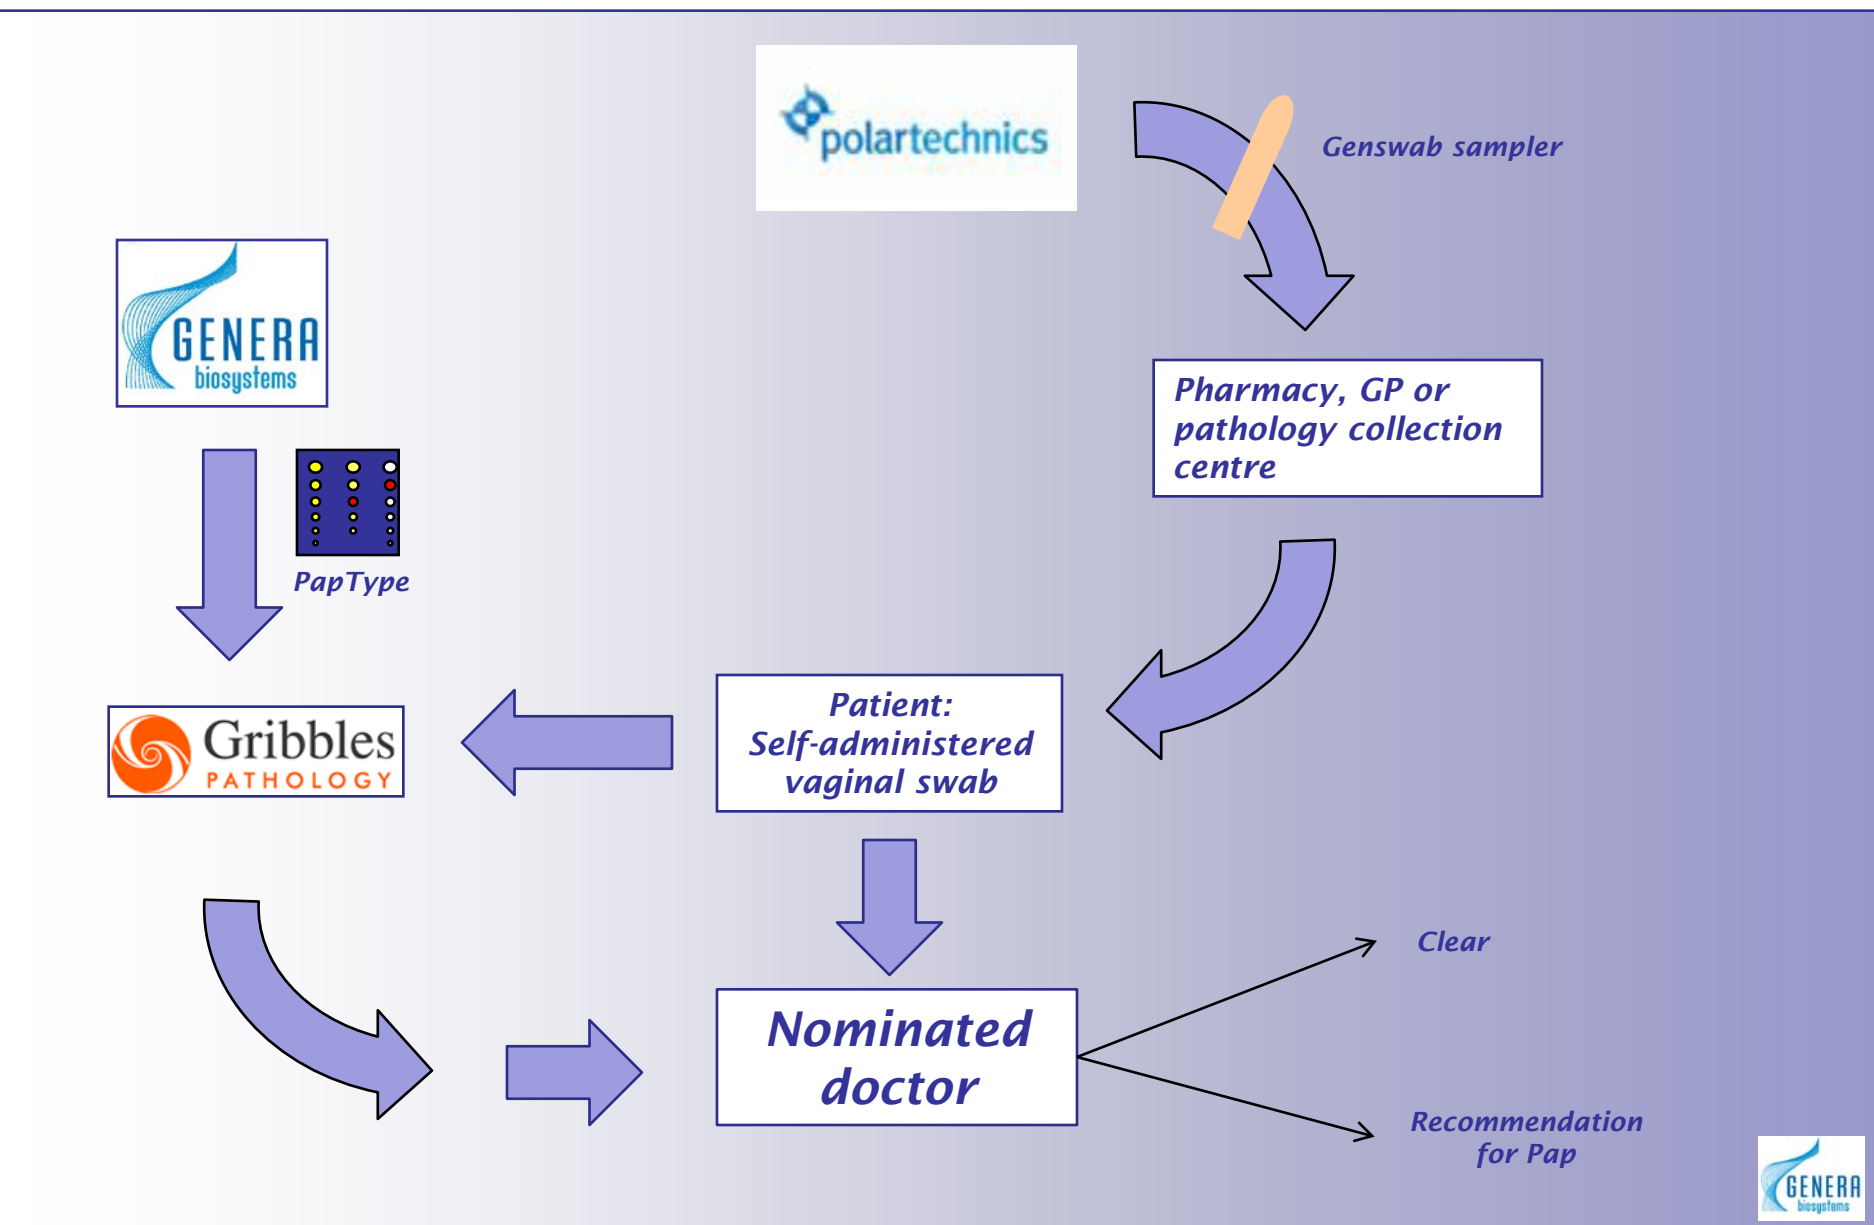 polartechnics
Genswab sampler
GENERA
biosystems
Pharmacy, GP or
pathology collection
centre
PapType
Gribbles
PATHOLOGY
Patient:
Self-administered
vaginal swab
Clear
Nominated
doctor
Recommendation
for Pap
GENERA
biosystems